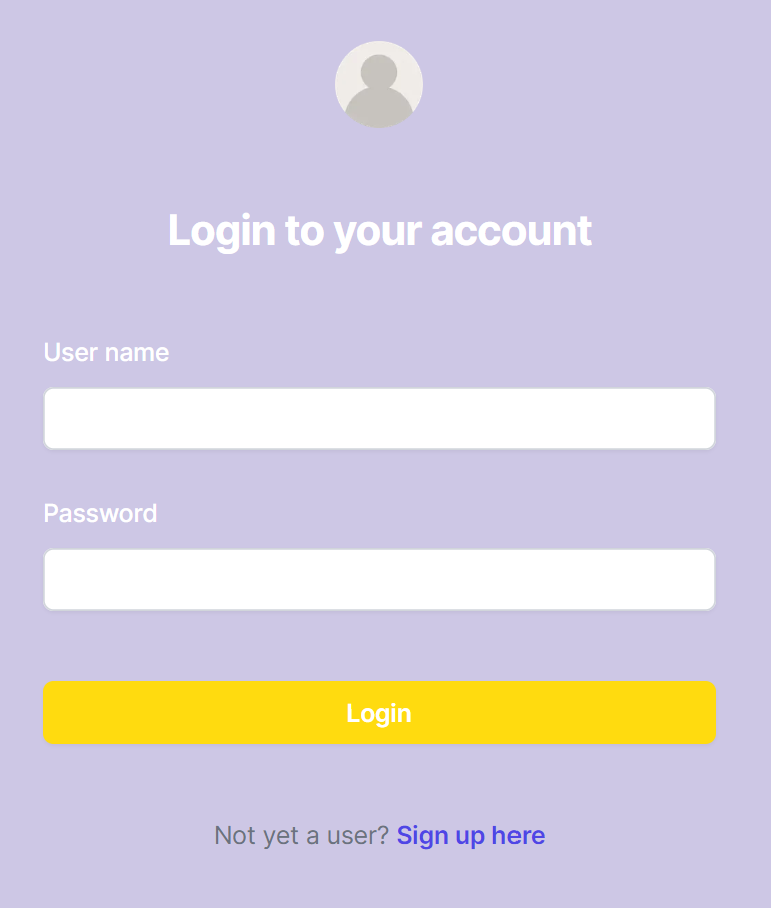 Login to your account
User name
Password
Login
Not yet a user? Sign up here